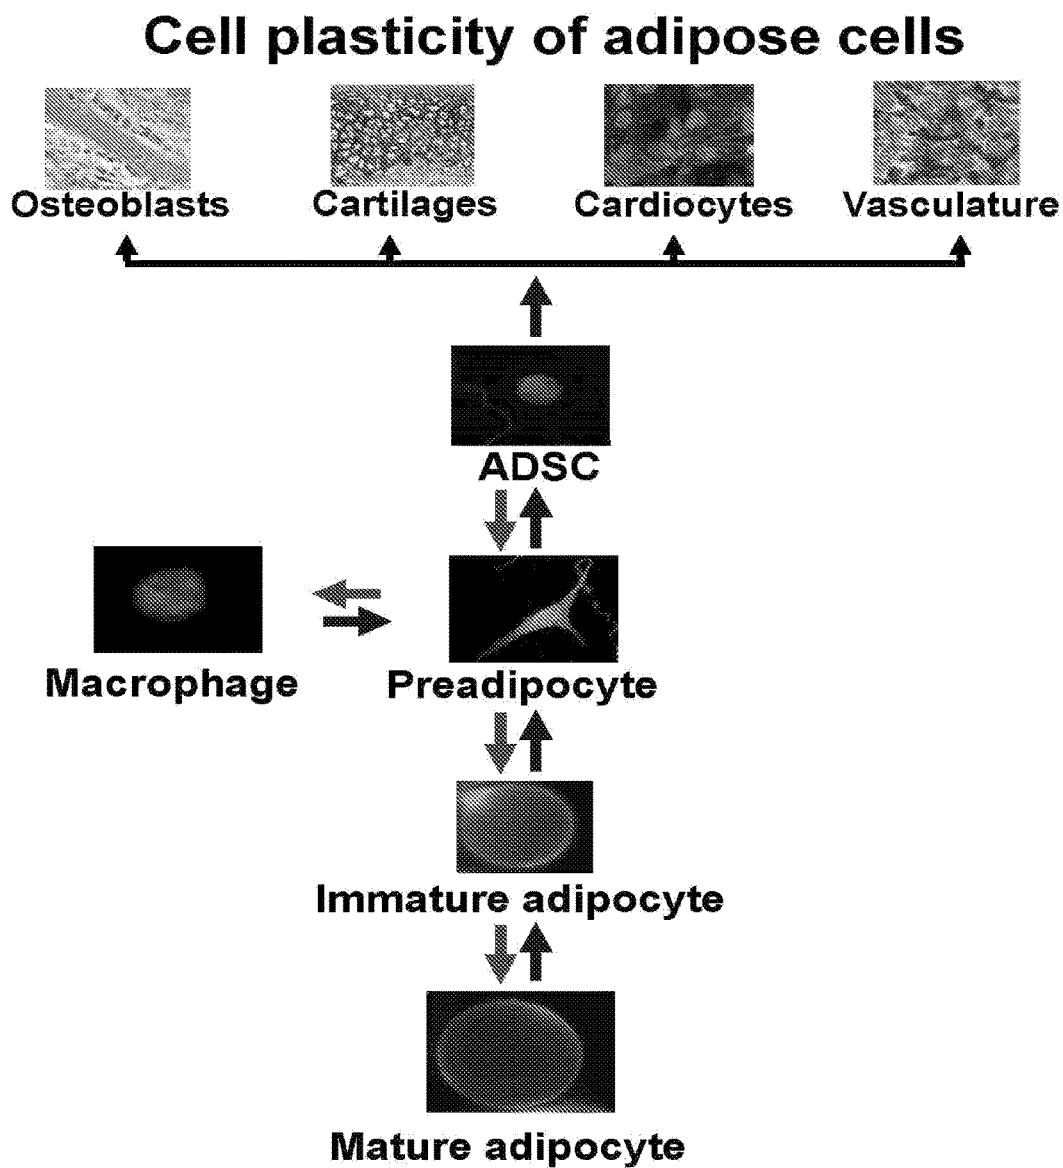 Cell plasticity of adipose cells
Osteoblasts Cartilages Cardiocytes Vasculature
ADSC
Macrophage Preadipocyte
Immature adipocyte
Mature adipocyte